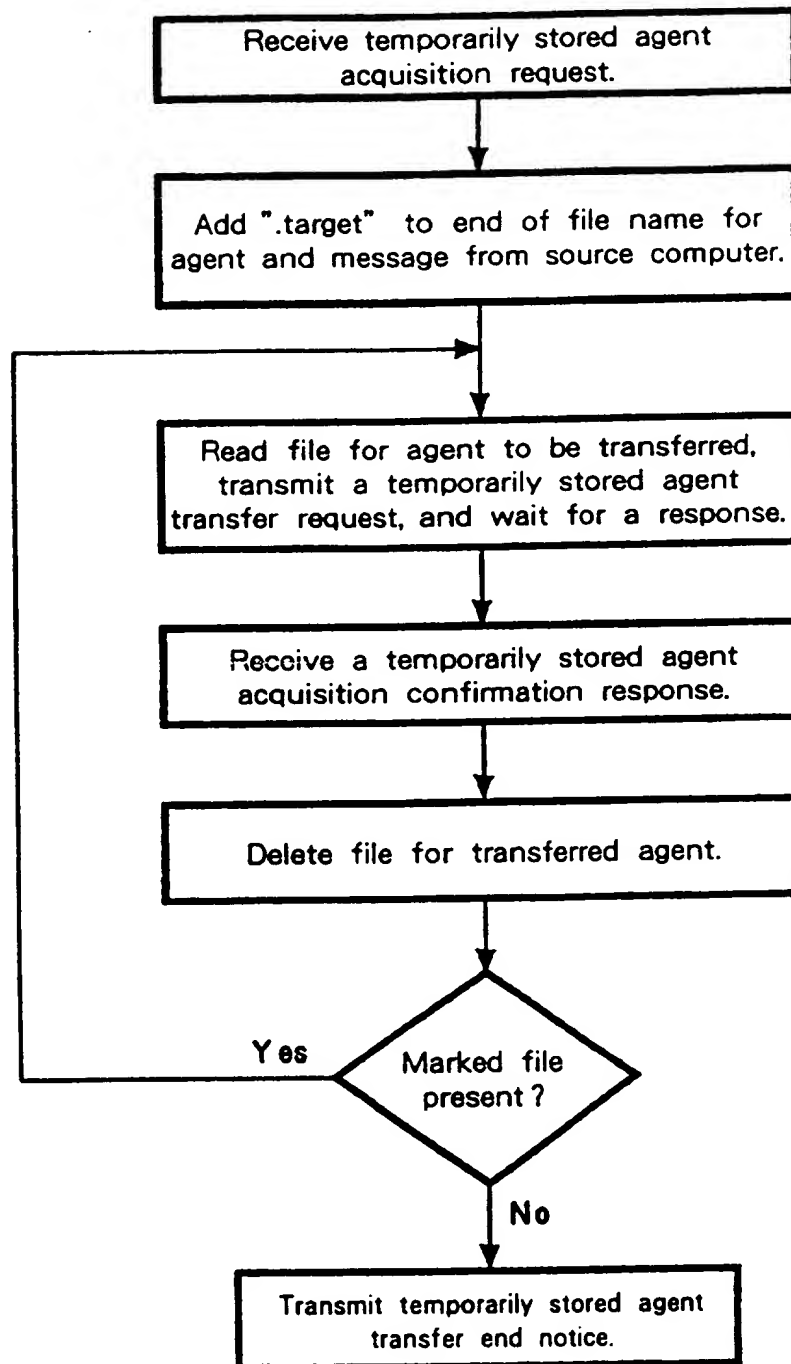 Receive temporarily stored agent
acquisition request.
Add ".target" to end of file name for
agent and message from source computer.
Read file for agent to be transferred,
transmit a temporarily stored agent
transfer request, and wait for a response.
Receive a temporarily stored agent
acquisition confirmation response.
Delete file for transferred agent.
Yes
Marked file
present?
No
Transmit temporarily stored agent
transfer end notice.